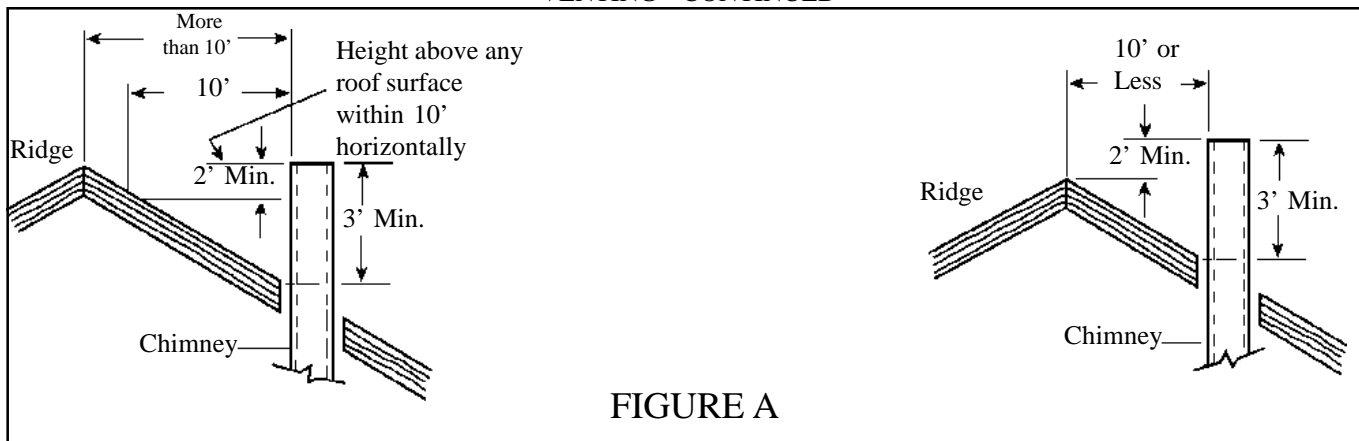 More
than 10'
10'
Height above any
roof surface
within 10'
horizontally
Ridge
2' Min.
3' Min.
Chimney
10' or
Less
2' Min.
Ridge
3' Min.
Chimney
FIGURE A